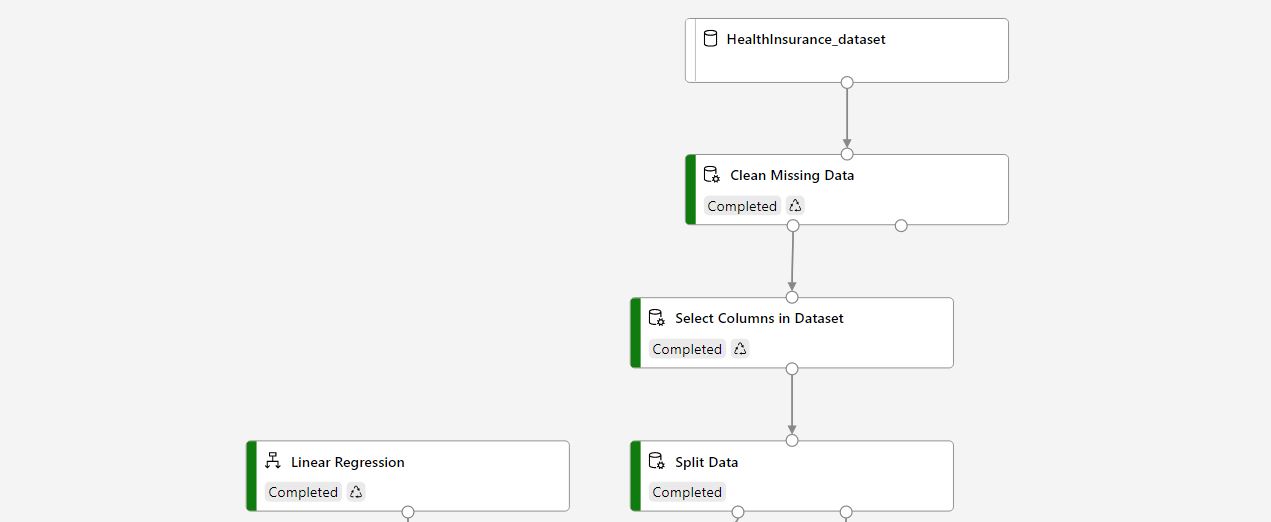 HealthInsurance_dataset
Clean Missing Data
Completed
Select Columns in Dataset
Completed
Linear Regression
Completed
Split Data
Completed